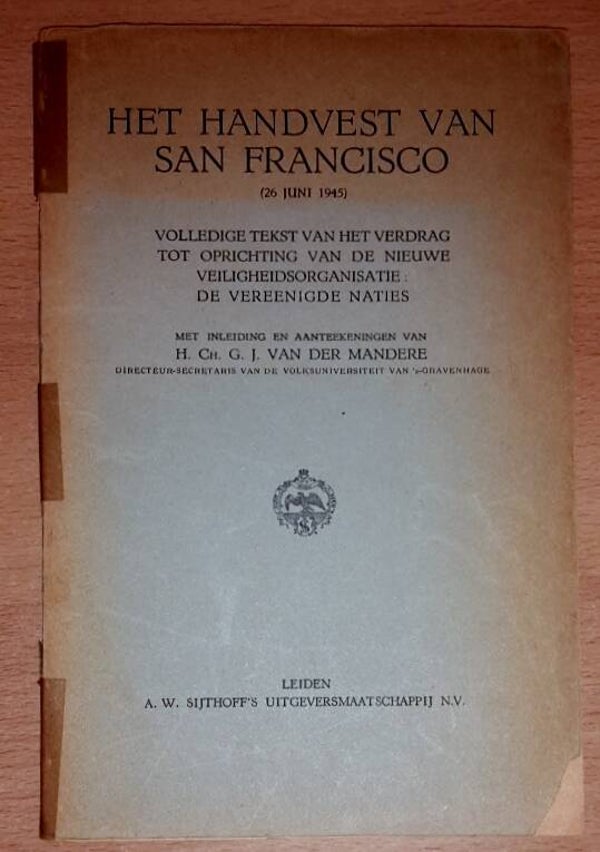 HET HANDVEST VAN
SAN FRANCISCO
(26 JUNI 1945)
VOLLEDIGE TEKST VAN HET VERDRAG
TOT OPRICHTING VAN DE NIEUWE
VEILIGHEIDSORGANISATIE:
DE VEREENIGDE NATIES
MET INLEIDING EN AANTEEKENINGEN VAN
H. CH. G. J. VAN DER MANDERE
DIRECTEUR-SECRETARIS VAN DE VOLKSUNIVERSITEIT VAN 's-GRAVENHAGE
LEIDEN
A. W. SIJTHOFF'S UITGEVERSMAATSCHAPPIJ N.V.